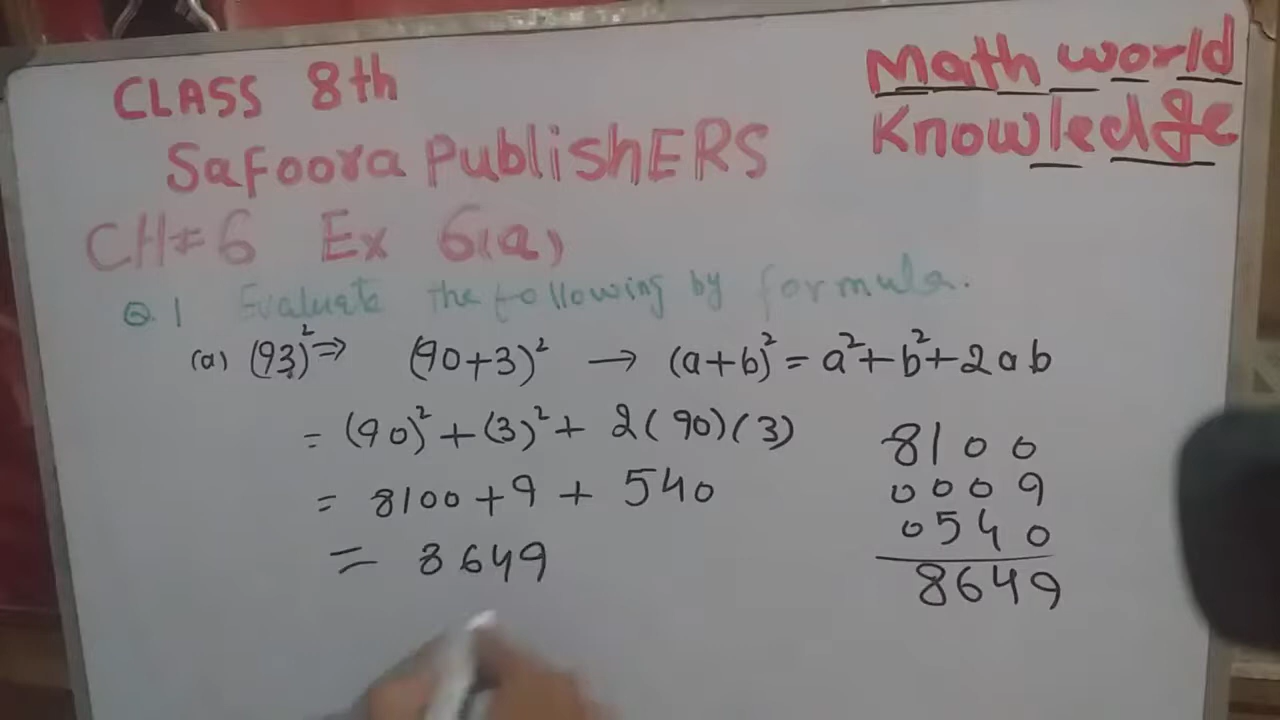 CLASS 8th
Math world
Knowledge
Safoora PUBlishERS
CH#6 Ex 6(a)
Q.1 Evaluate the following by formula.
(a) (93)²⇒ (90+3)² → (a+b)² = a²+b²+2ab
= (90)²+(3)²+ 2(90)(3)
= 8100+9 + 540
= 8649
8100
0009
0540
8649